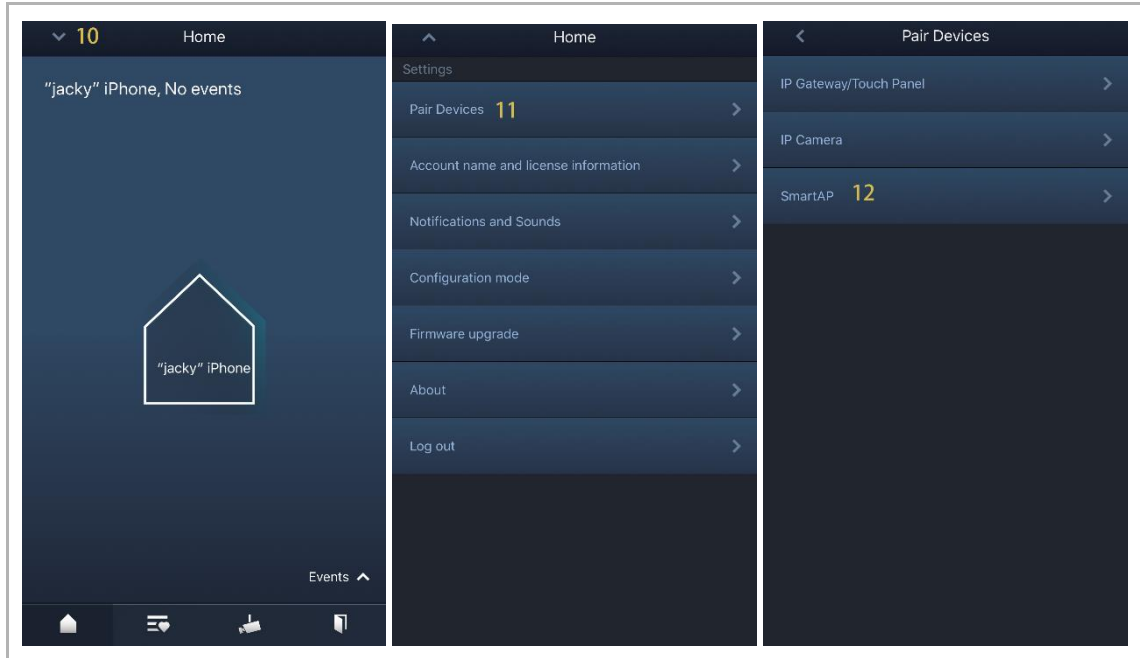 10 Home
"jacky" iPhone, No events
"jacky" iPhone
Events
Home
Settings
Pair Devices 11
Account name and license information
Notifications and Sounds
Configuration mode
Firmware upgrade
About
Log out
Pair Devices
IP Gateway/Touch Panel
IP Camera
SmartAP 12